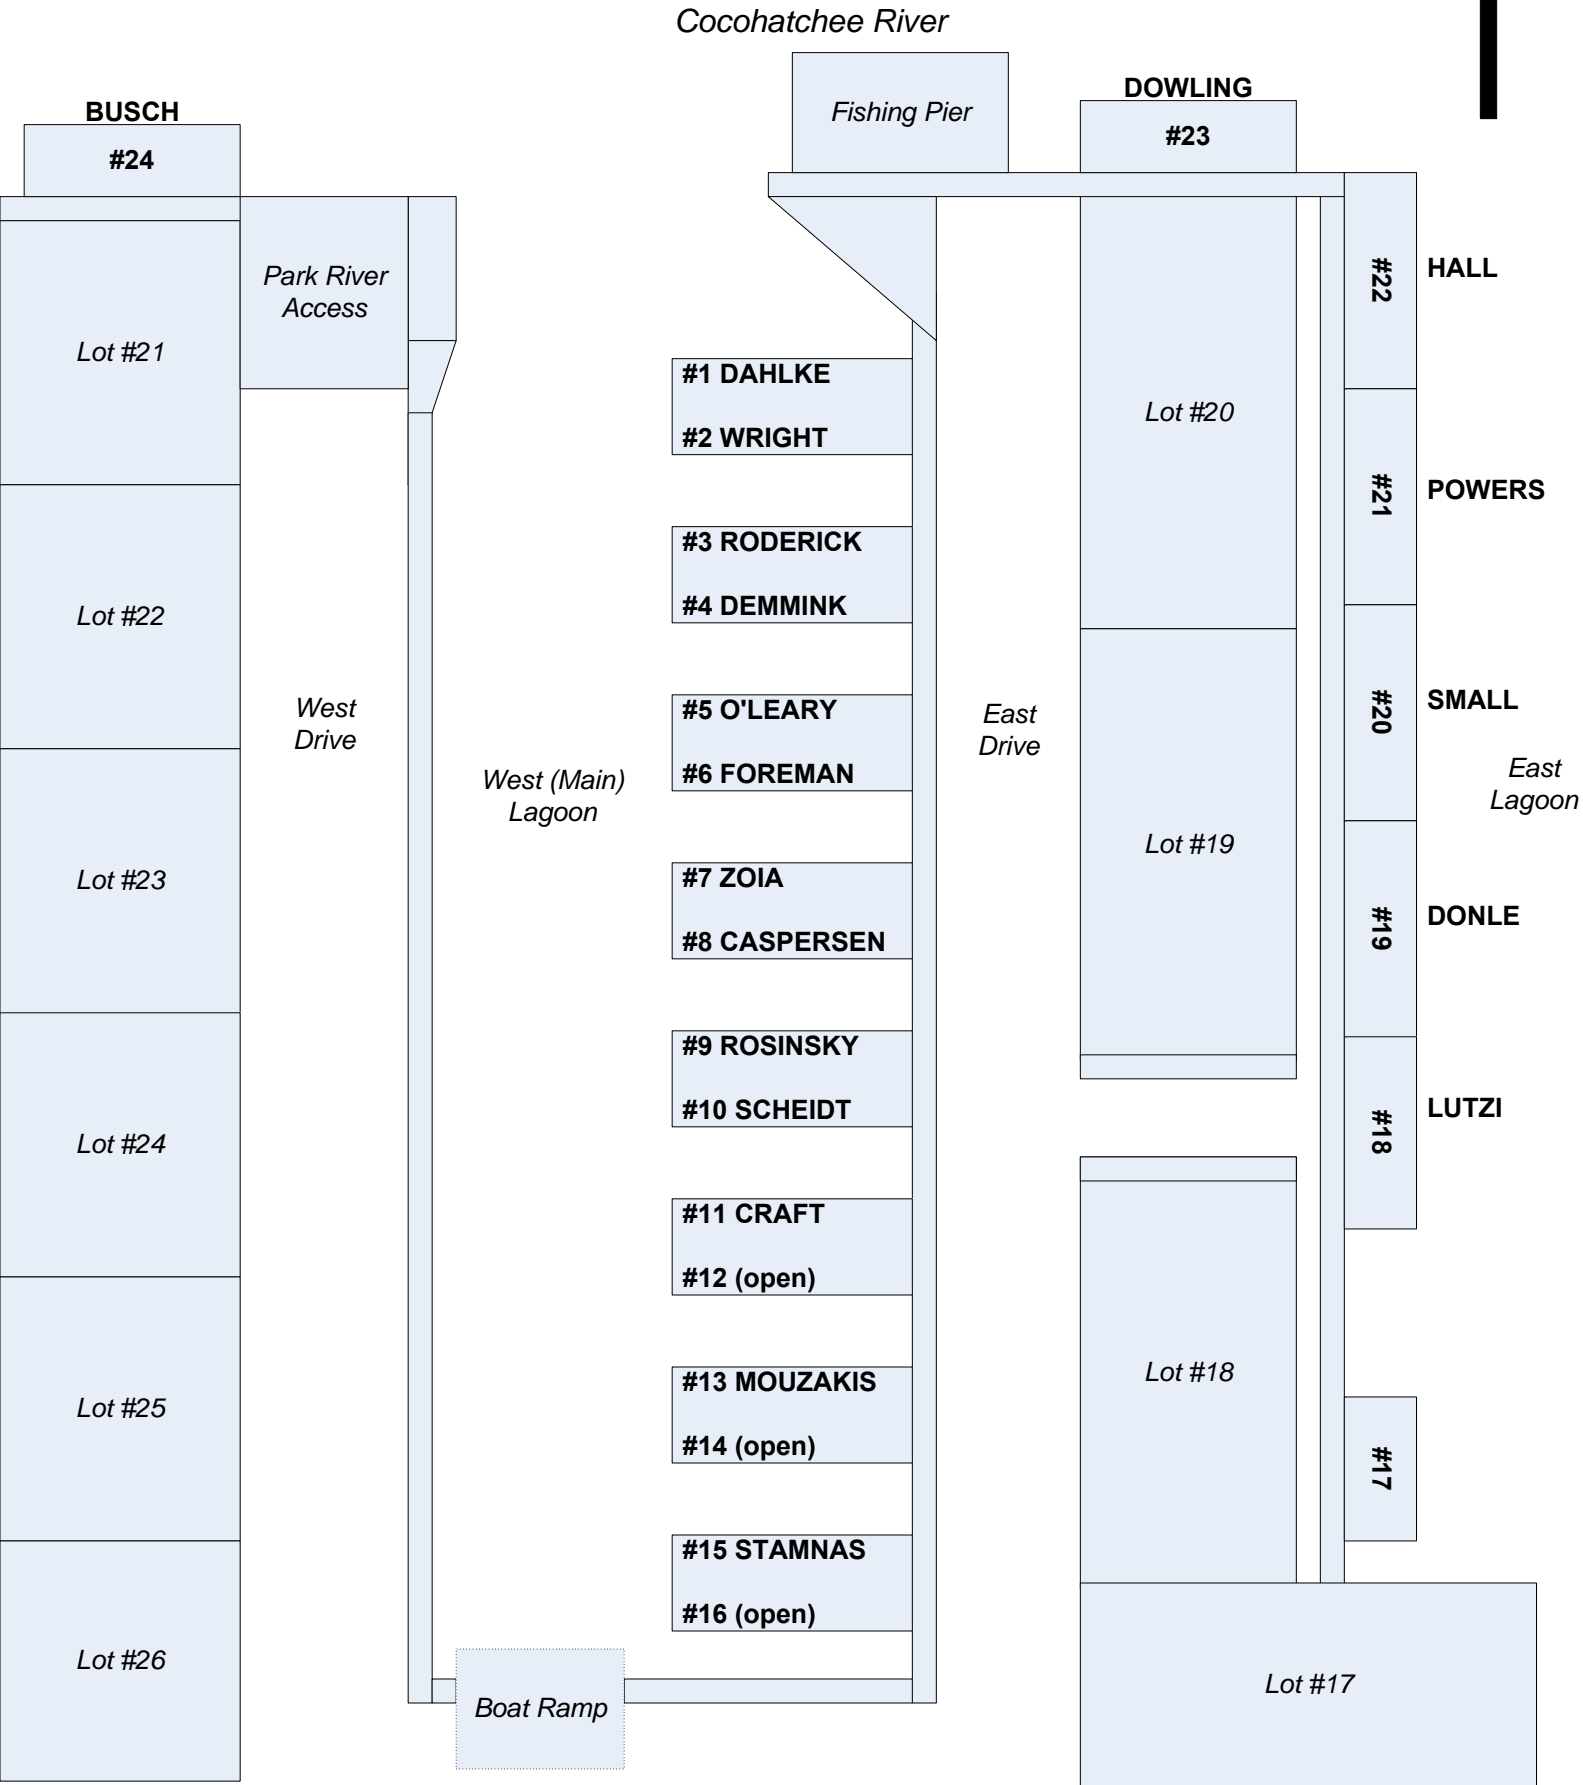 Cocohatchee River
BUSCH
#24
Fishing Pier
DOWLING
#23
Park River
Access
Lot #21
#22
HALL
#1 DAHLKE
#2 WRIGHT
Lot #20
#21
POWERS
#3 RODERICK
#4 DEMMINK
Lot #22
West
Drive
#5 O'LEARY
#6 FOREMAN
East
Drive
#20
SMALL
West (Main)
Lagoon
East
Lagoon
Lot #23
#7 ZOIA
#8 CASPERSEN
Lot #19
#19
DONLE
#9 ROSINSKY
#10 SCHEIDT
#18
LUTZI
Lot #24
#11 CRAFT
#12 (open)
Lot #25
#13 MOUZAKIS
#14 (open)
Lot #18
#17
#15 STAMNAS
#16 (open)
Lot #26
Boat Ramp
Lot #17